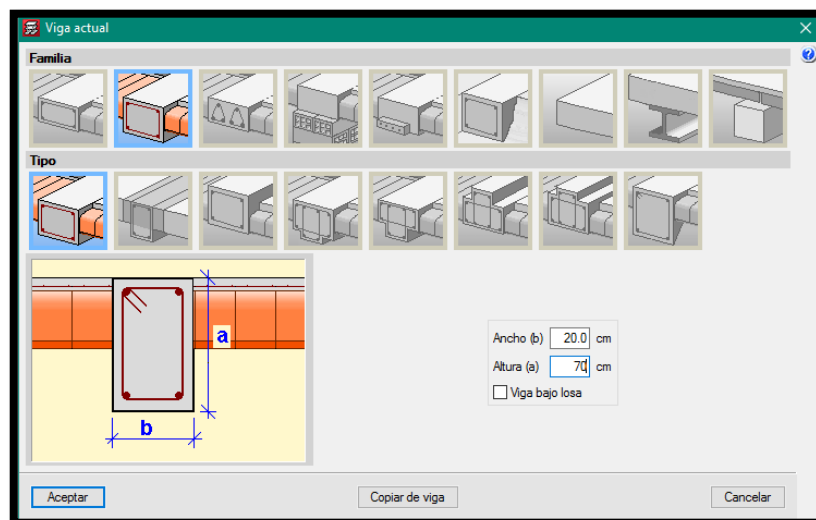 Viga actual
Familia
Tipo
a
b
Ancho (b) 20.0 cm
Altura (a) 70 cm
Viga bajo losa
Aceptar Copiar de viga Cancelar